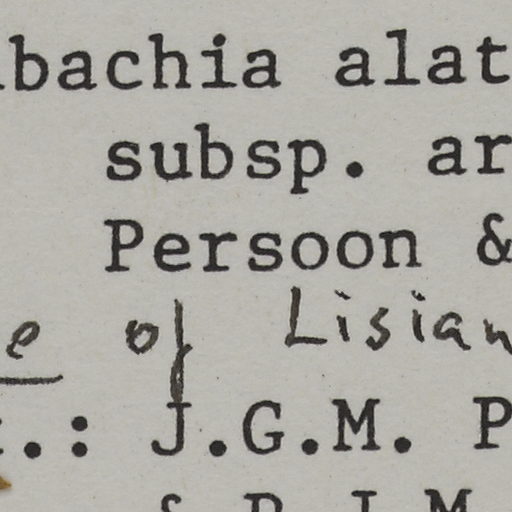 bachia alat
subsp. ar
Persoon &
e of Lisian
.: J.G.M. P
& P.J.M.